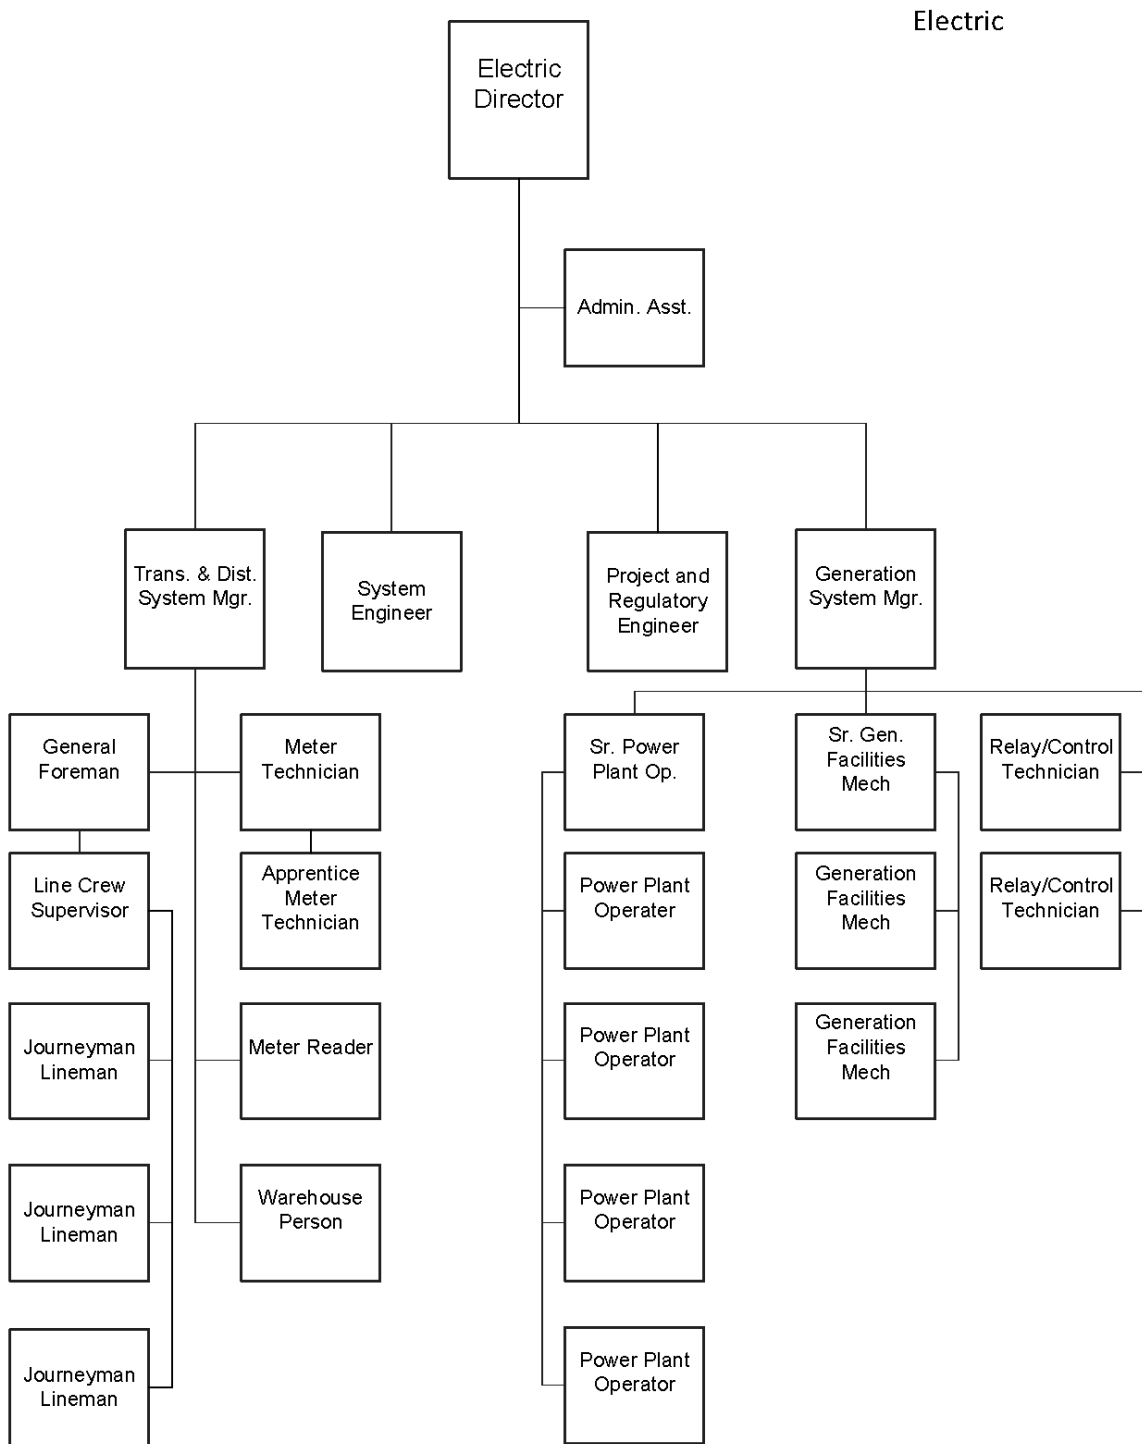 Electric
Electric
Director
Admin. Asst.
Trans. & Dist.
System Mgr.
System
Engineer
Project and
Regulatory
Engineer
Generation
System Mgr.
General
Foreman
Meter
Technician
Sr. Power
Plant Op.
Sr. Gen.
Facilities
Mech
Relay/Control
Technician
Line Crew
Supervisor
Apprentice
Meter
Technician
Power Plant
Operater
Generation
Facilities
Mech
Relay/Control
Technician
Journeyman
Lineman
Meter Reader
Power Plant
Operator
Generation
Facilities
Mech
Journeyman
Lineman
Warehouse
Person
Power Plant
Operator
Journeyman
Lineman
Power Plant
Operator